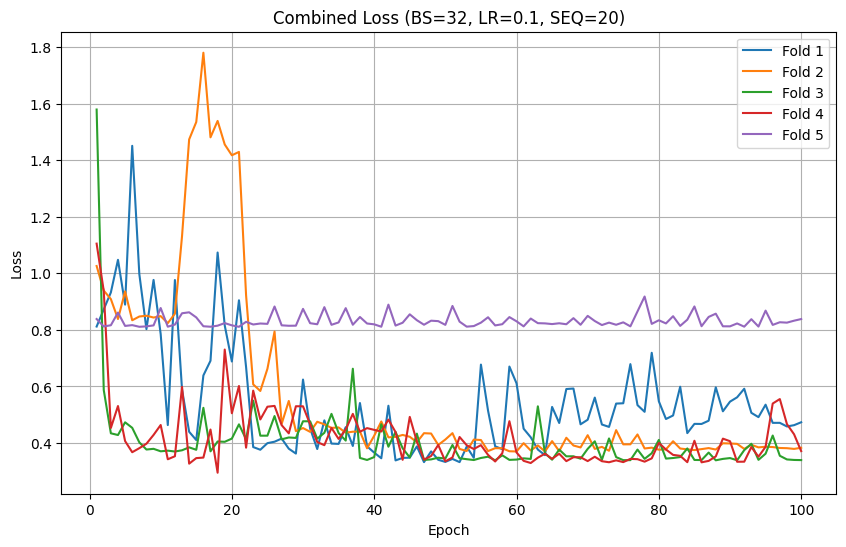 Combined Loss (BS=32, LR=0.1, SEQ=20)
1.8
1.6
1.4
1.2
1.0
0.8
0.6
0.4
Loss
Fold 1
Fold 2
Fold 3
Fold 4
Fold 5
0 20 40 60 80 100
Epoch